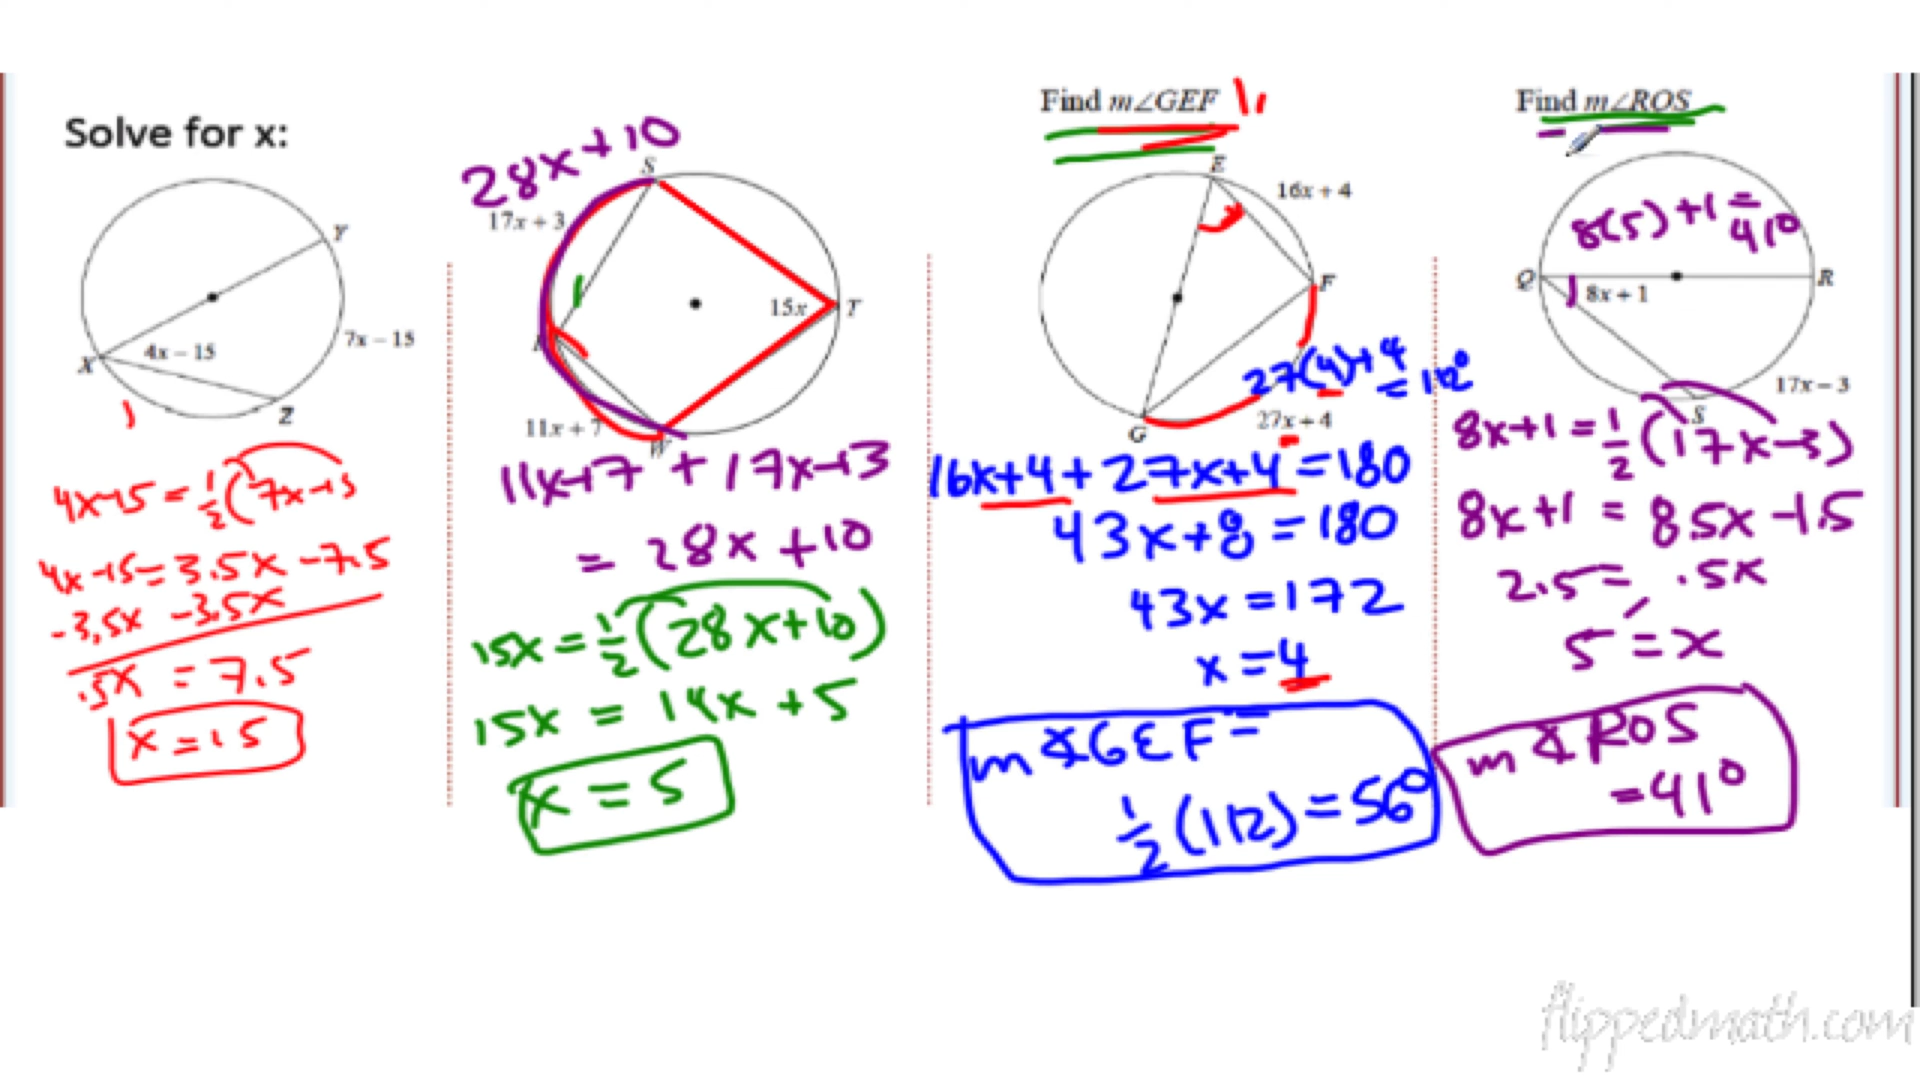 Solve for x:
Y
4x – 15
7x – 15
X
Z
4x-15 = 1/2 (7x-15
4x -15 = 3.5x - 7.5
-3.5x -3.5x
.5x = 7.5
x = 15
28x + 10
S
17x + 3
15x
T
11x + 7
W
11x+7 + 17x+3
= 28x + 10
15x = 1/2 (28x+10)
15x = 14x + 5
x = 5
Find m∠GEF
E
16x + 4
F
27(4)+4
= 112°
27x + 4
G
16x+4 + 27x+4 = 180
43x+8 = 180
43x = 172
x = 4
m∡GEF =
1/2 (112) = 56°
Find m∠ROS
8(5) +1 =
41°
Q
R
8x + 1
17x – 3
S
8x+1 = 1/2 (17x-3)
8x+1 = 8.5x -1.5
2.5 = .5x
5 = x
m∡ROS
= 41°
flippedmath.com